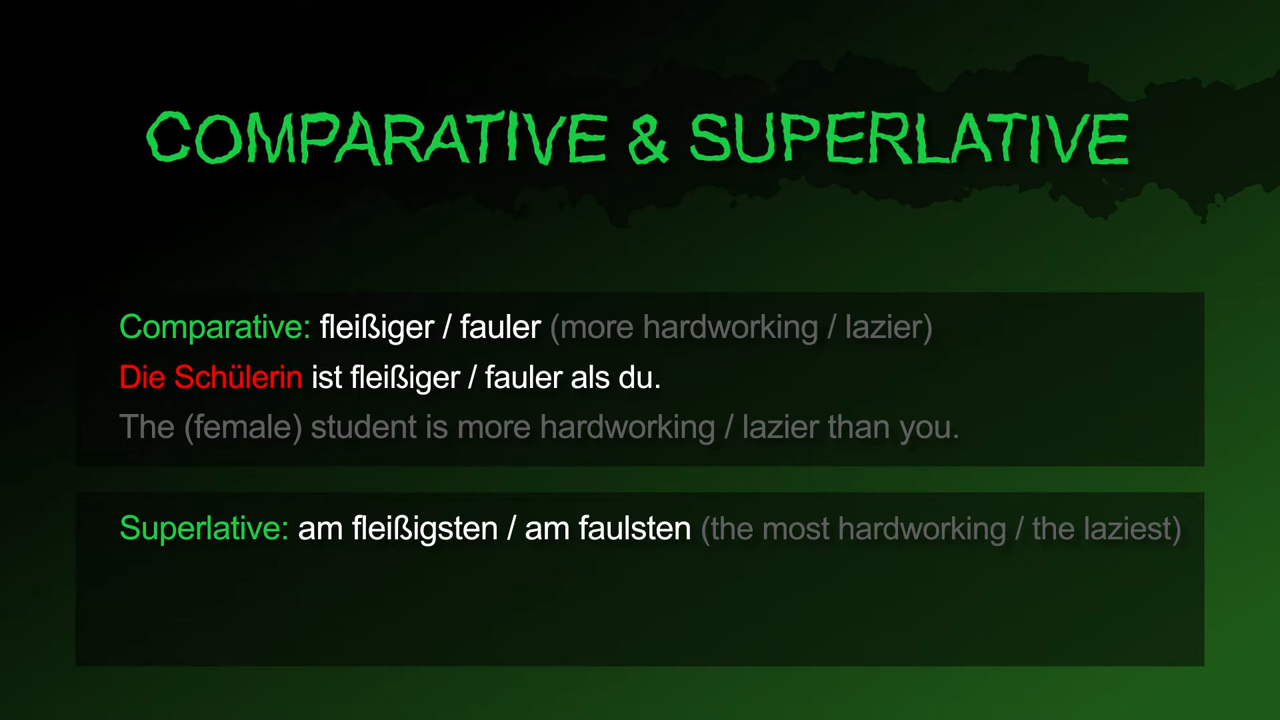 COMPARATIVE & SUPERLATIVE
Comparative: fleißiger / fauler (more hardworking / lazier)
Die Schülerin ist fleißiger / fauler als du.
The (female) student is more hardworking / lazier than you.
Superlative: am fleißigsten / am faulsten (the most hardworking / the laziest)